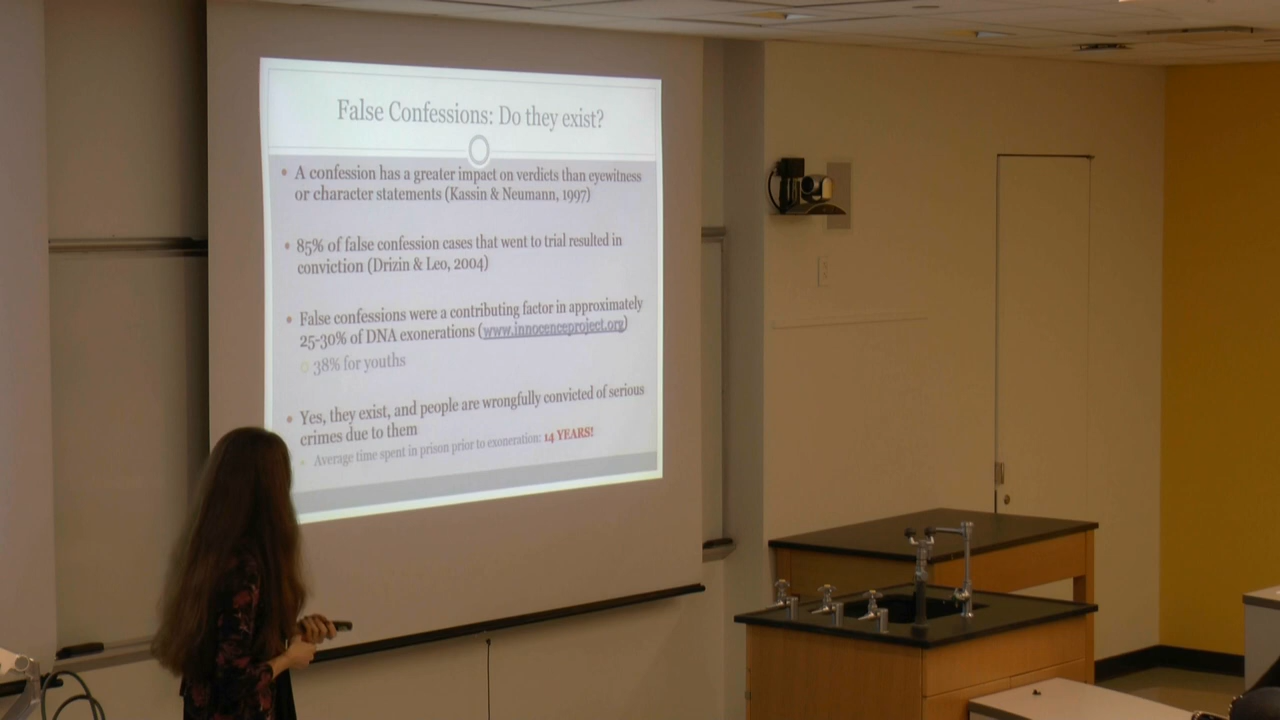 False Confessions: Do they exist?
A confession has a greater impact on verdicts than eyewitness
or character statements (Kassin & Neumann, 1997)
85% of false confession cases that went to trial resulted in
conviction (Drizin & Leo, 2004)
False confessions were a contributing factor in approximately
25-30% of DNA exonerations (www.innocenceproject.org)
38% for youths
Yes, they exist, and people are wrongfully convicted of serious
crimes due to them
Average time spent in prison prior to exoneration: 14 YEARS!